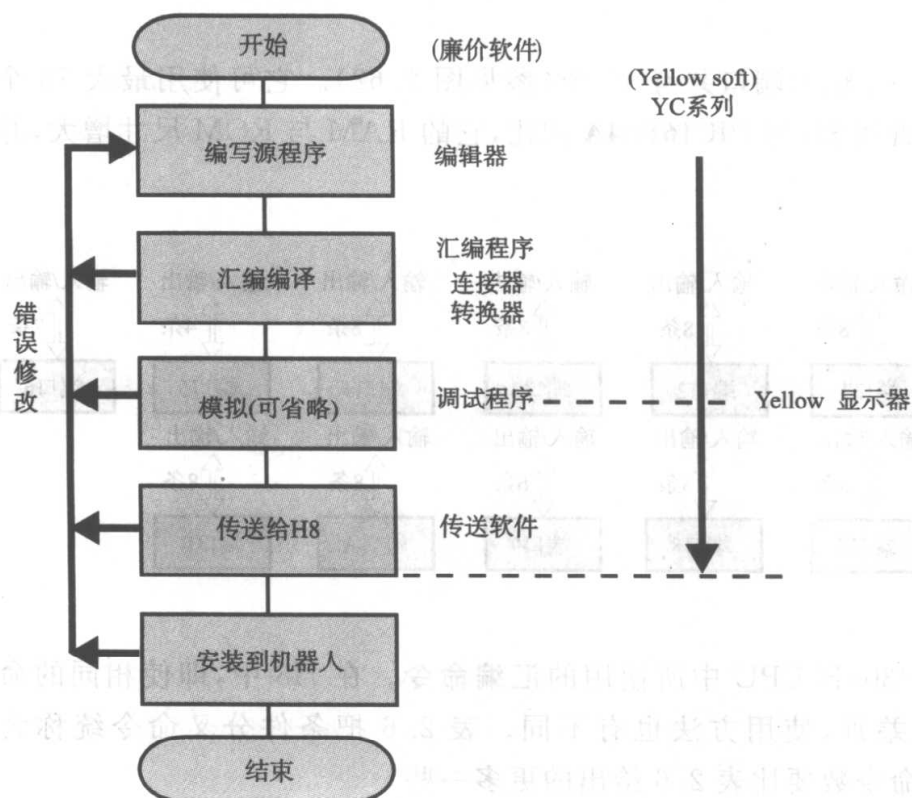 开始
(廉价软件)
(Yellow soft)
YC系列
编写源程序
编辑器
汇编编译
汇编程序
连接器
转换器
错误修改
模拟(可省略)
调试程序
Yellow 显示器
传送给H8
传送软件
安装到机器人
结束